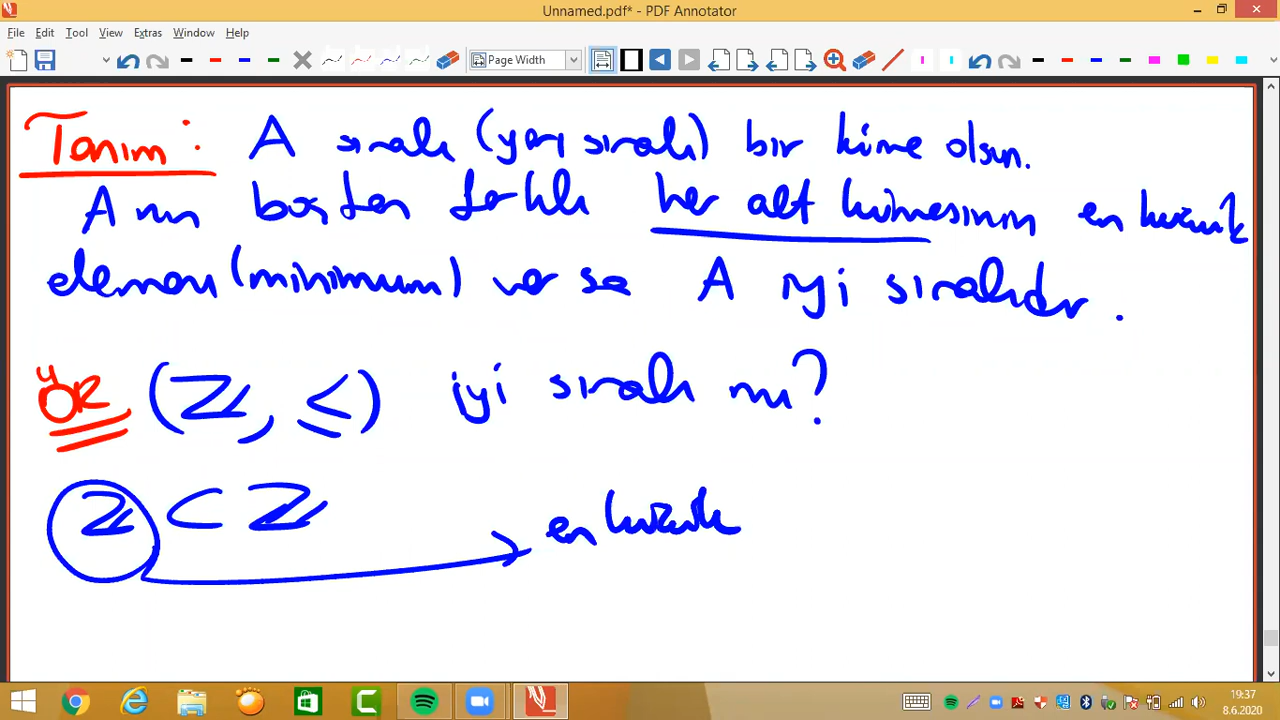 Unnamed.pdf* - PDF Annotator
File Edit Tool View Extras Window Help
Page Width
Tanım: A sıralı (yarı sıralı) bir küme olsun.
A nın boştan farklı her alt kümesinin en küçük
elemanı (minimum) varsa A iyi sıralıdır.
ÖR (ℤ, ≤) iyi sıralı mı?
ℤ ⊂ ℤ → en küçük
19:37
8.6.2020